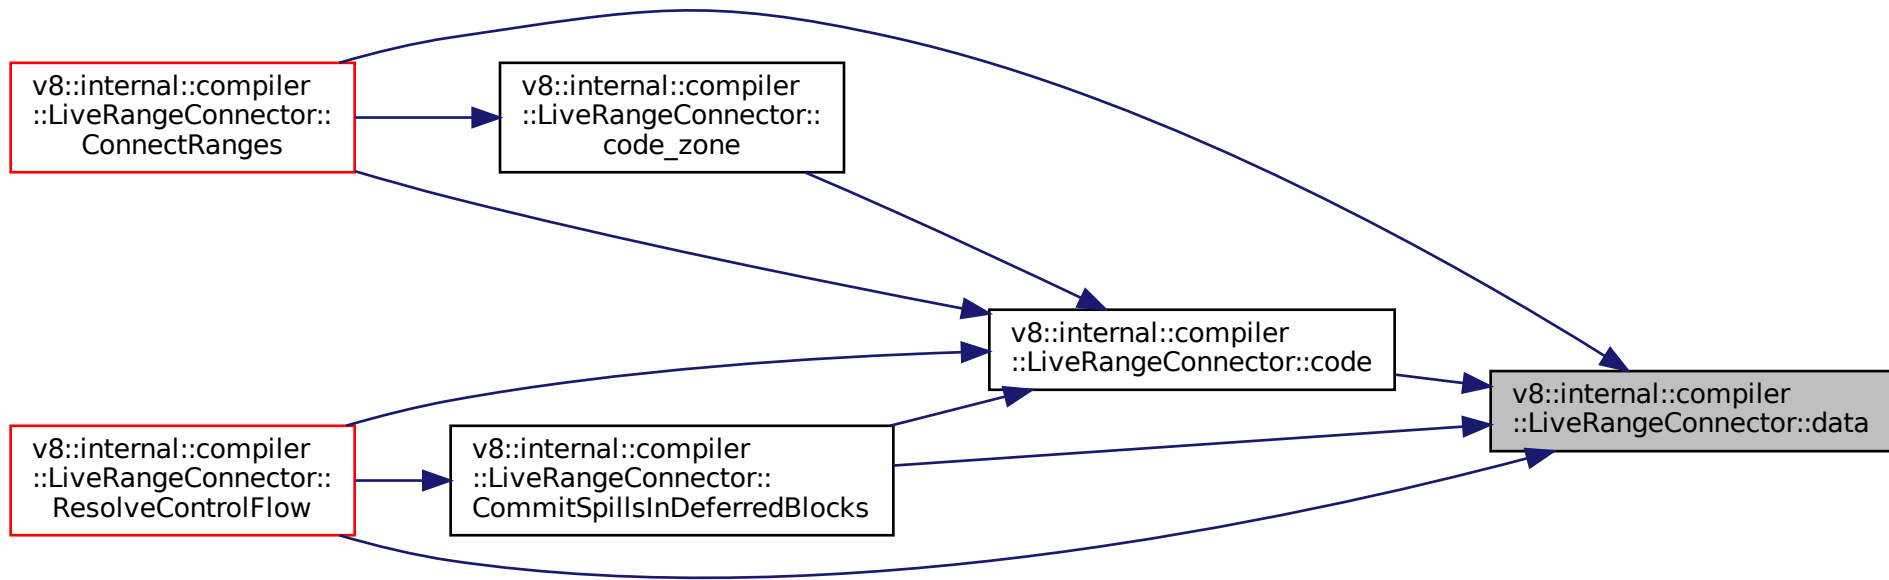 v8::internal::compiler
::LiveRangeConnector::
ConnectRanges
v8::internal::compiler
::LiveRangeConnector::
code_zone
v8::internal::compiler
::LiveRangeConnector::code
v8::internal::compiler
::LiveRangeConnector::data
v8::internal::compiler
::LiveRangeConnector::
ResolveControlFlow
v8::internal::compiler
::LiveRangeConnector::
CommitSpillsInDeferredBlocks